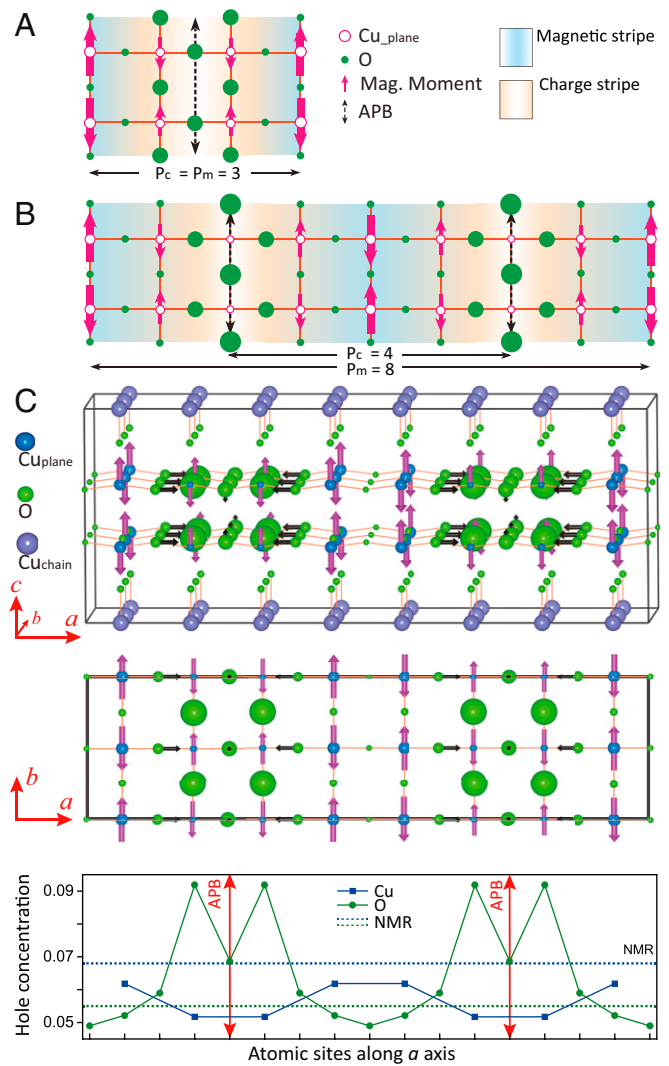 A
Cu_plane
O
Mag. Moment
APB
Magnetic stripe
Charge stripe
Pc = Pm = 3
B
Pc = 4
Pm = 8
C
Cuplane
O
Cuchain
c
b
a
b
a
Hole concentration
0.09
0.07
0.05
APB
Cu
O
NMR
APB
NMR
Atomic sites along a axis